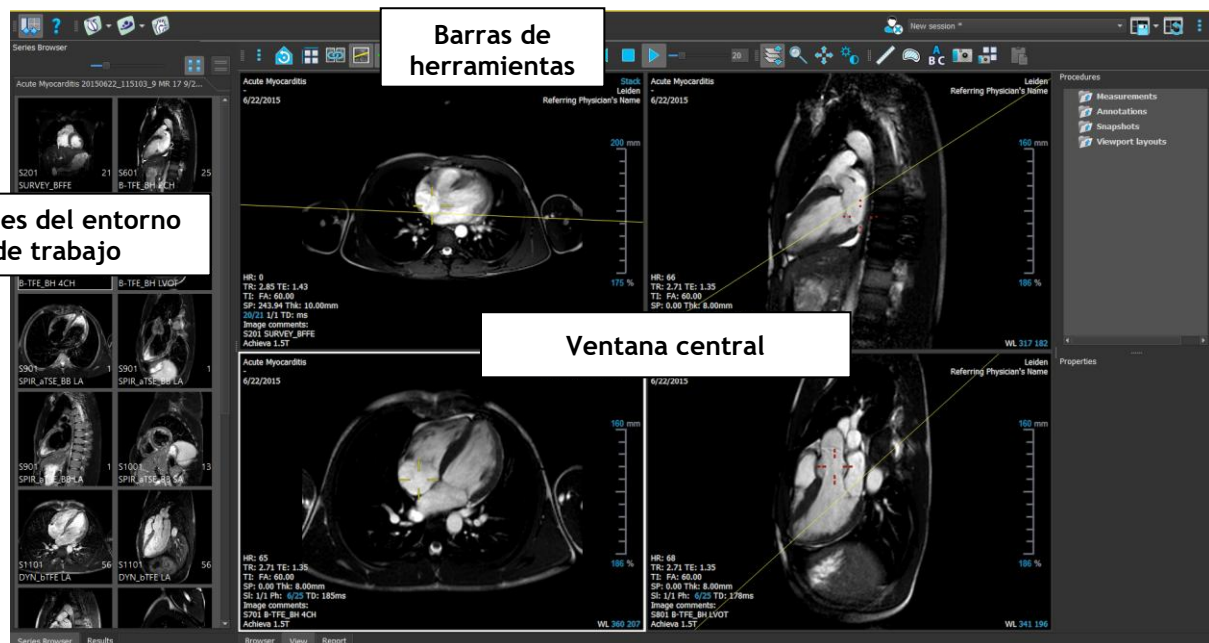 New session *
Series Browser
Barras de
herramientas
20
A
B C
Acute Myocarditis 20150622_115103_9 MR 17 9/2...
S201 21
SURVEY_BFFE
S601 25
B-TFE_BH 2CH
es del entorno
de trabajo
B-TFE_BH 4CH
B-TFE_BH LVOT
S901 1
SPIR_aTSE_BB LA
S901 1
SPIR_aTSE_BB LA
S901 1
SPIR_aTSE_BB LA
S1001 13
SPIR_aTSE_BB SA
S1101 56
DYN_bTFE LA
S1101 56
DYN_bTFE LA
Series Browser
Results
Acute Myocarditis
-
6/22/2015
Stack
Leiden
Referring Physician's Name
200 mm
175 %
HR: 0
TR: 2.85 TE: 1.43
TI: FA: 60.00
SP: 243.94 Thk: 10.00mm
20/21 1/1 TD: ms
Image comments:
S201 SURVEY_BFFE
Achieva 1.5T
Acute Myocarditis
-
6/22/2015
Leiden
Referring Physician's Name
160 mm
186 %
HR: 66
TR: 2.71 TE: 1.35
TI: FA: 60.00
SP: 0.00 Thk: 8.00mm
WL 317 182
Ventana central
Acute Myocarditis
-
6/22/2015
160 mm
186 %
HR: 65
TR: 2.71 TE: 1.35
TI: FA: 60.00
SP: 0.00 Thk: 8.00mm
Sl: 1/1 Ph: 6/25 TD: 185ms
Image comments:
S701 B-TFE_BH 4CH
Achieva 1.5T
WL 360 207
6/22/2015
Leiden
Referring Physician's Name
160 mm
186 %
HR: 68
TR: 2.71 TE: 1.35
TI: FA: 60.00
SP: 0.00 Thk: 8.00mm
Sl: 1/1 Ph: 6/25 TD: 178ms
Image comments:
S801 B-TFE_BH LVOT
Achieva 1.5T
WL 341 196
Browser
View
Report
Procedures
Measurements
Annotations
Snapshots
Viewport layouts
Properties